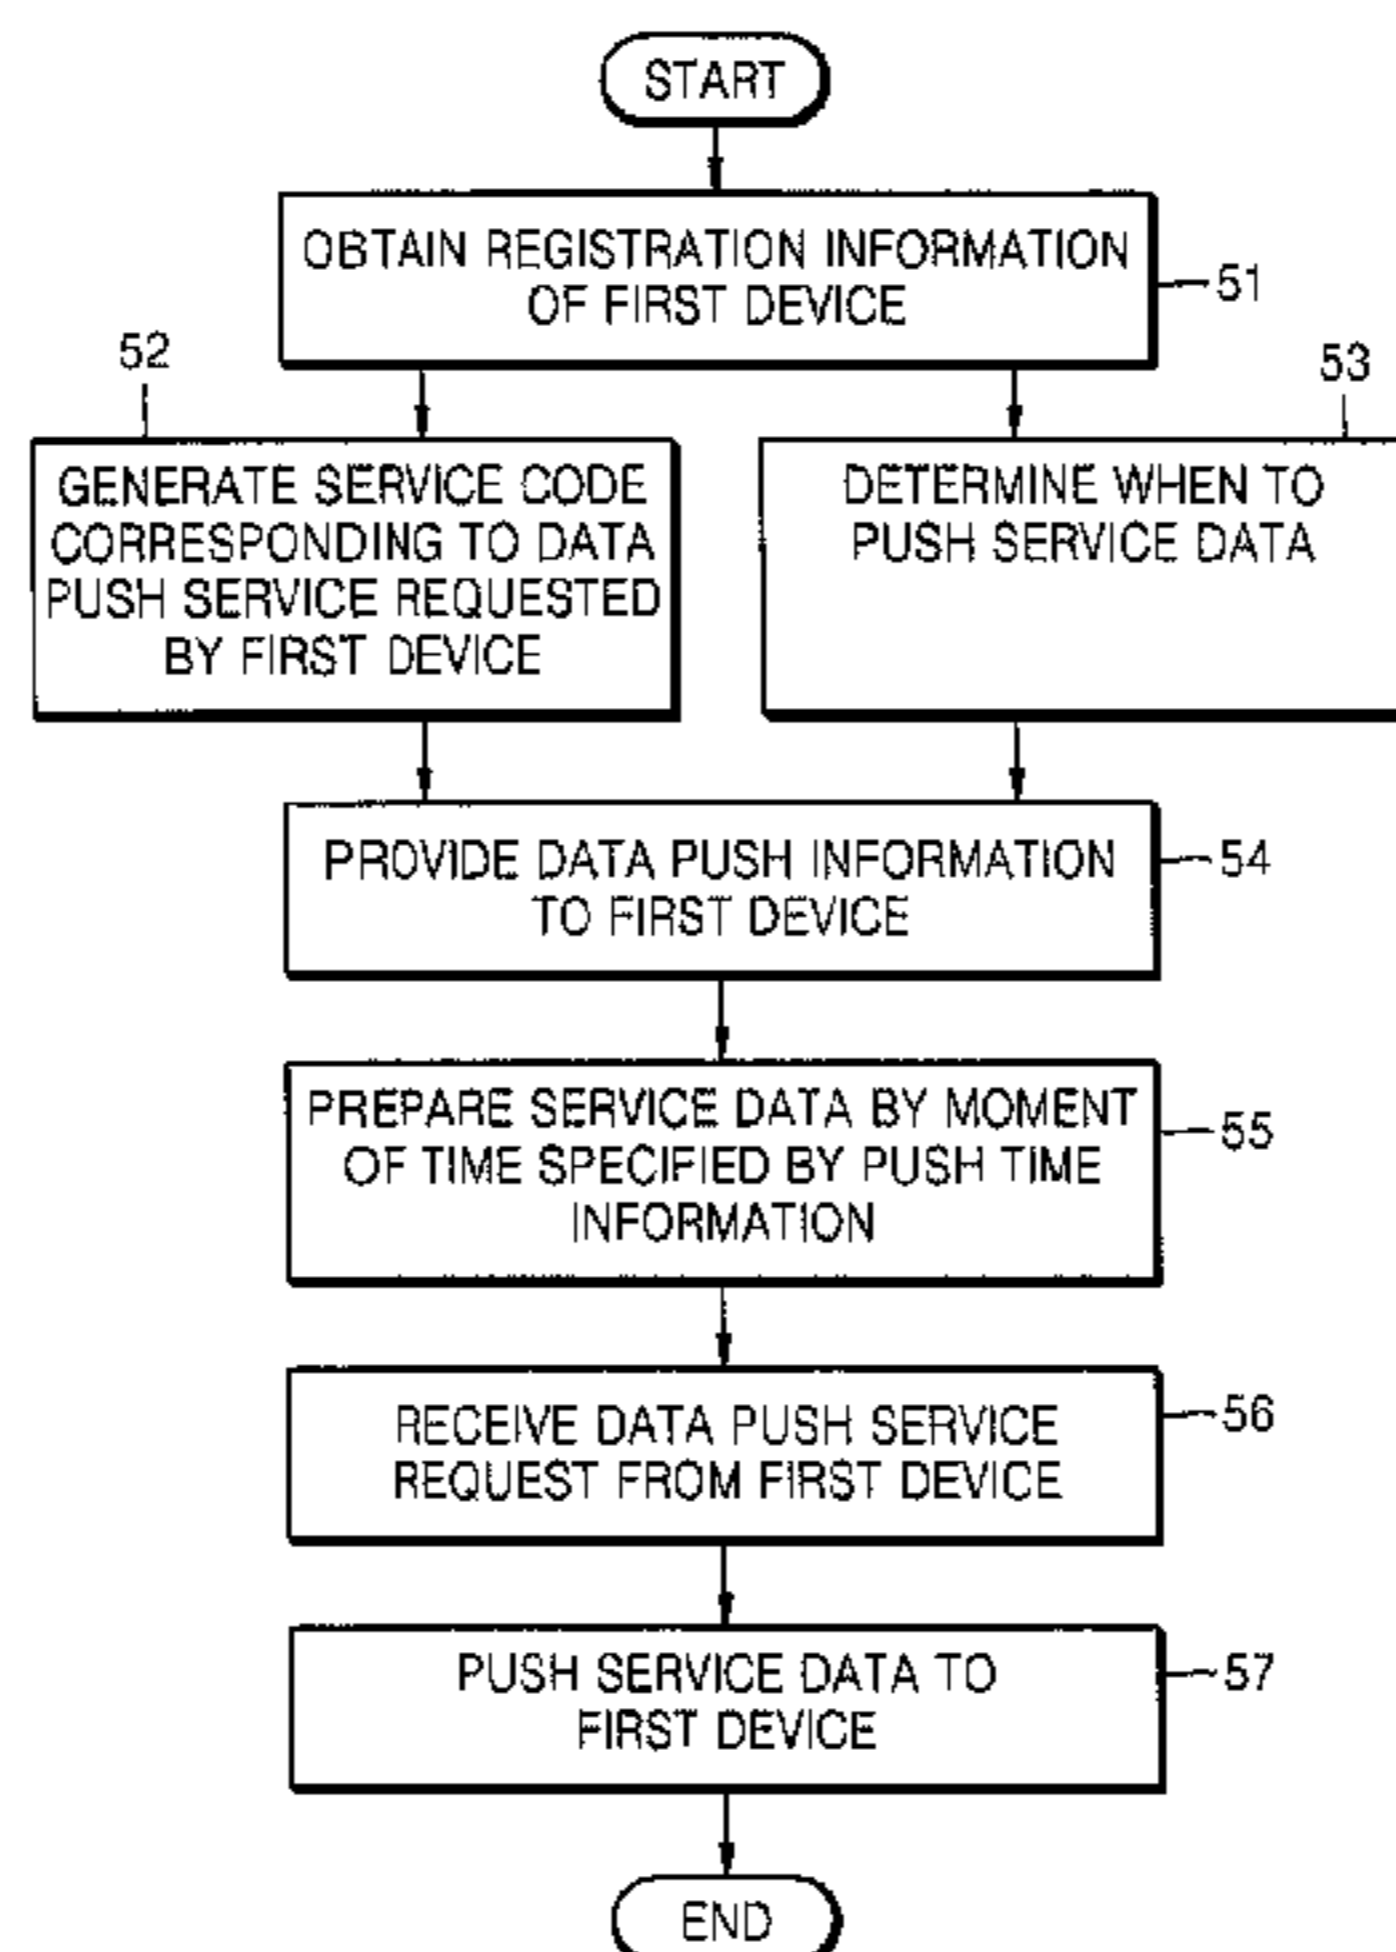 START
OBTAIN REGISTRATION INFORMATION
OF FIRST DEVICE
51
52
53
GENERATE SERVICE CODE
CORRESPONDING TO DATA
PUSH SERVICE REQUESTED
BY FIRST DEVICE
DETERMINE WHEN TO
PUSH SERVICE DATA
PROVIDE DATA PUSH INFORMATION
TO FIRST DEVICE
54
PREPARE SERVICE DATA BY MOMENT
OF TIME SPECIFIED BY PUSH TIME
INFORMATION
55
RECEIVE DATA PUSH SERVICE
REQUEST FROM FIRST DEVICE
56
PUSH SERVICE DATA TO
FIRST DEVICE
57
END